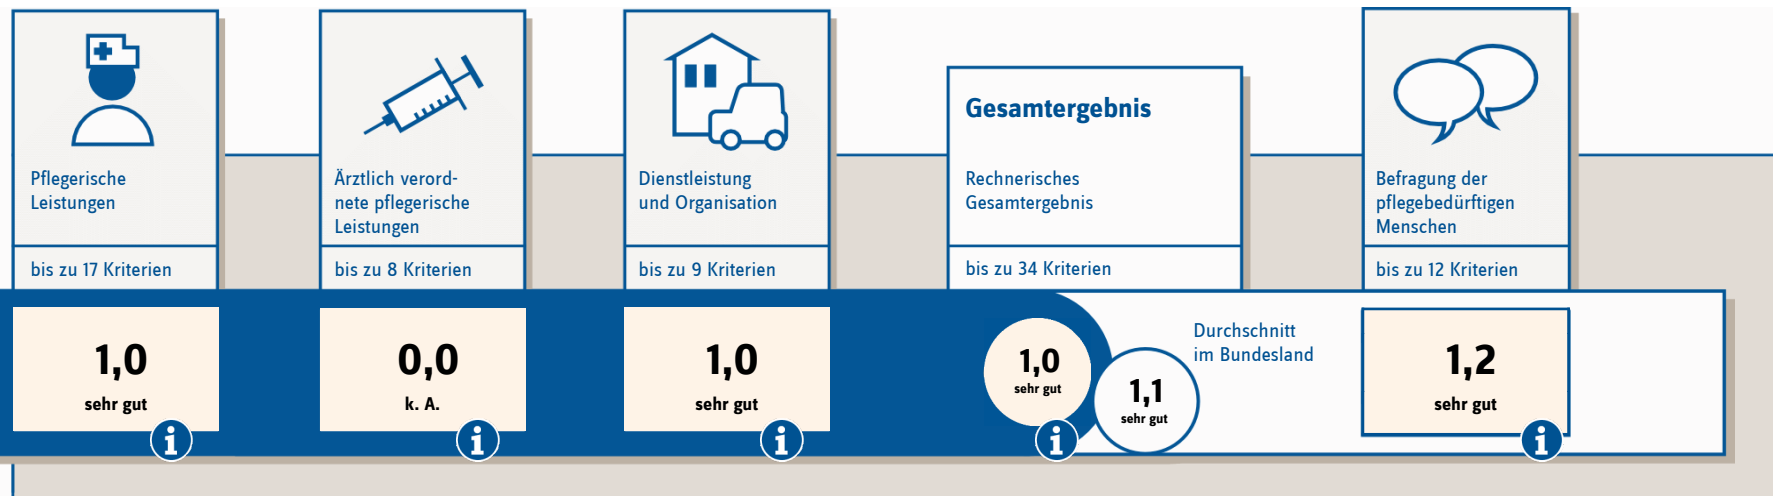 Pflegerische
Leistungen
bis zu 17 Kriterien
1,0
sehr gut
i
Ärztlich verord-
nete pflegerische
Leistungen
bis zu 8 Kriterien
0,0
k. A.
i
Dienstleistung
und Organisation
bis zu 9 Kriterien
1,0
sehr gut
i
Gesamtergebnis
Rechnerisches
Gesamtergebnis
bis zu 34 Kriterien
1,0
sehr gut
i
1,1
sehr gut
Durchschnitt
im Bundesland
Befragung der
pflegebedürftigen
Menschen
bis zu 12 Kriterien
1,2
sehr gut
i